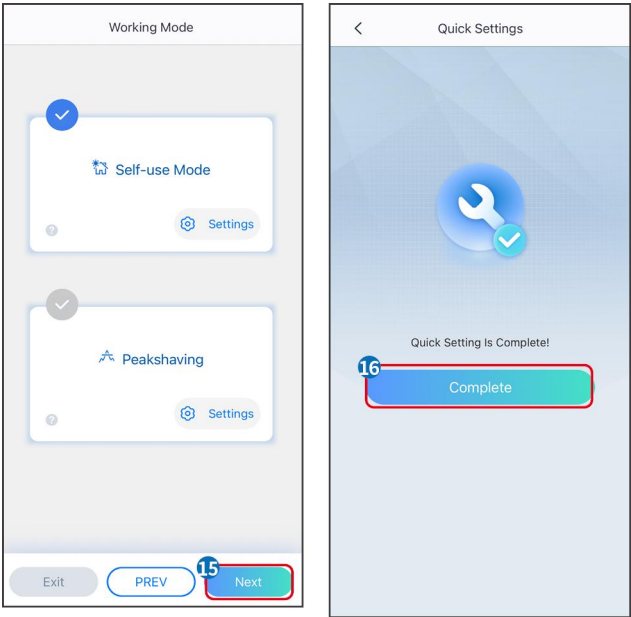 Working Mode
Self-use Mode
? Settings
Peakshaving
? Settings
Exit PREV 15 Next
Quick Settings
Quick Setting Is Complete!
16
Complete